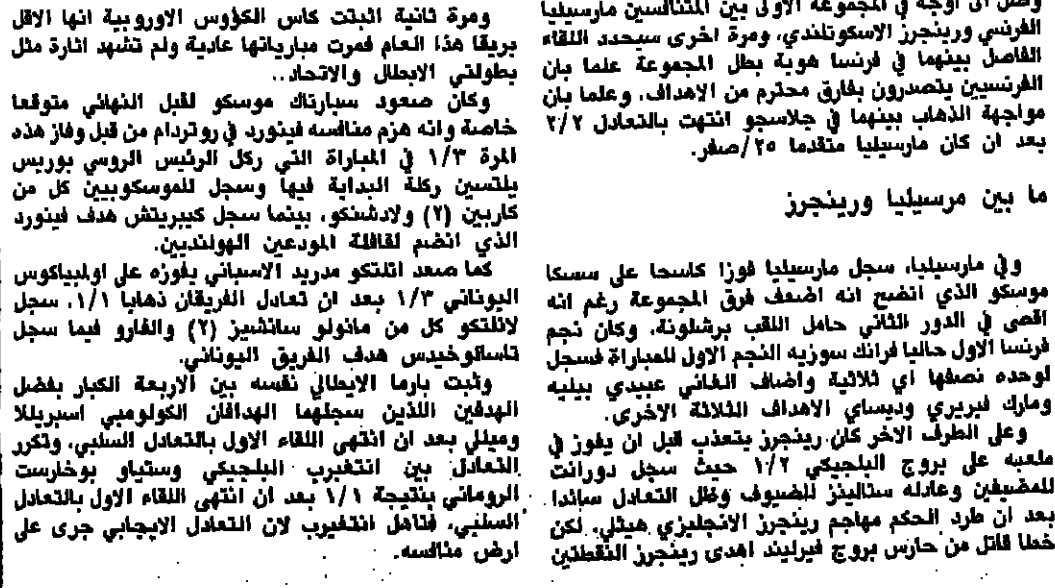 وصل الى اوجه في المجموعة الاولى بين المتنافسين مارسيليا
الفرنسي ورينجرز الاسكوتلندي، ومرة اخرى سيحدد اللقاء
الفاصل بينهما في فرنسا هوية بطل المجموعة علما بان
الفرنسيين يتصدرون بفارق محترم من الاهداف، وعلما بان
مواجهة الذهاب بينهما في جلاسجو انتهت بالتعادل ٢/٢
بعد ان كان مارسيليا متقدما ٢٥/صفر.
ما بين مرسيليا ورينجرز
وفي مارسيليا، سجل مارسيليا فوزا كاسحا على سسكا
موسكو الذي اتضح انه اضعف فرق المجموعة رغم انه
اقصى في الدور الثاني حامل اللقب برشلونة، وكان نجم
فرنسا الاول حاليا فرانك سوزيه النجم الاول للمباراة فسجل
لوحده نصفها اي ثلاثية واضاف الغاني عبيدي بيليه
ومارك فيريري وديساي الاهداف الثلاثة الاخرى.
وعلى الطرف الاخر كان رينجرز يتعذب قبل ان يفوز في
ملعبه على بروج البلجيكي ١/٢ حيث سجل دورانت
للمضيفين وعادله ستالينز للضيوف وظل التعادل ساندا
بعد ان طرد الحكم مهاجم رينجرز الانجليزي هيتلي، لكن
خطا قاتل من حارس بروج فيرليند اهدى رينجرز النقطتين
ومرة ثانية اثبتت كاس الكؤوس الاوروبية انها الاقل
بريقا هذا العام فمرت مبارياتها عادية ولم تشهد اثارة مثل
بطولتي الابطال والاتحاد..
وكان صعود سبارتاك موسكو لقبل النهائي متوقعا
خاصة وانه هزم منافسه فينورد في روتردام من قبل وفاز هذه
المرة ١/٣ في المباراة التي ركل الرئيس الروسي بوريس
يلتسين ركلة البداية فيها وسجل للموسكوبيين كل من
كاربين (٢) ولادشنكو، بينما سجل كيبريتش هدف فينورد
الذي انضم لقافلة المودعين الهولنديين.
كما صعد اتلتكو مدريد الاسباني بفوزه على اولمبياكوس
اليوناني ١/٣ بعد ان تعادل الفريقان ذهابا ١/١، سجل
لاتلتكو كل من مانولو سانشيز (٢) والفارو فيما سجل
تاسالوخيدس هدف الفريق اليوناني.
وثبت بارما الايطالي نفسه بين الاربعة الكبار بفضل
الهدفين اللذين سجلهما الهدافان الكولومبي اسبريللا
وميللي بعد ان انتهى اللقاء الاول بالتعادل السلبي، وتكرر
التعادل بين انتفيرب البلجيكي وستياو بوخارست
الروماني بنتيجة ١/١ بعد ان انتهى اللقاء الاول بالتعادل
السلبي، فتاهل انتفيرب لان التعادل الايجابي جرى على
ارض منافسه.